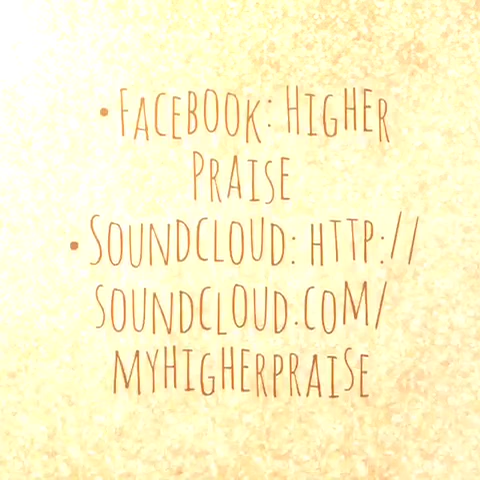 • Facebook: Higher
Praise
• Soundcloud: http://
soundcloud.com/
myhigherpraise